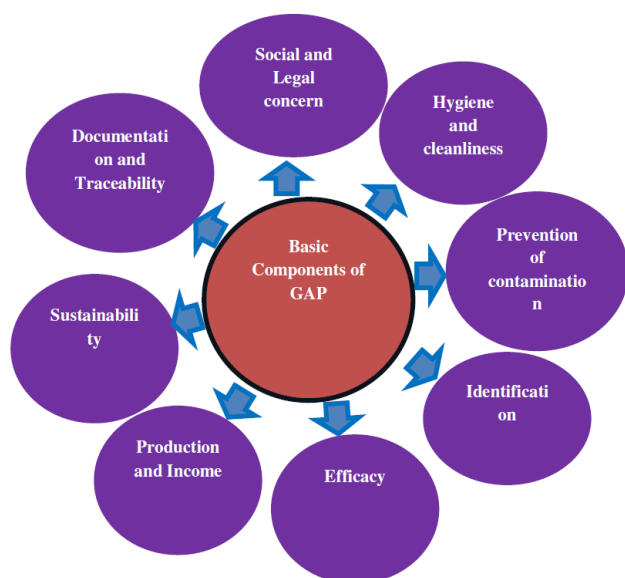 Social and
Legal
concern
Hygiene
and
cleanliness
Prevention
of
contaminatio
n
Identificati
on
Efficacy
Production
and Income
Sustainabili
ty
Documentati
on and
Traceability
Basic
Components of
GAP